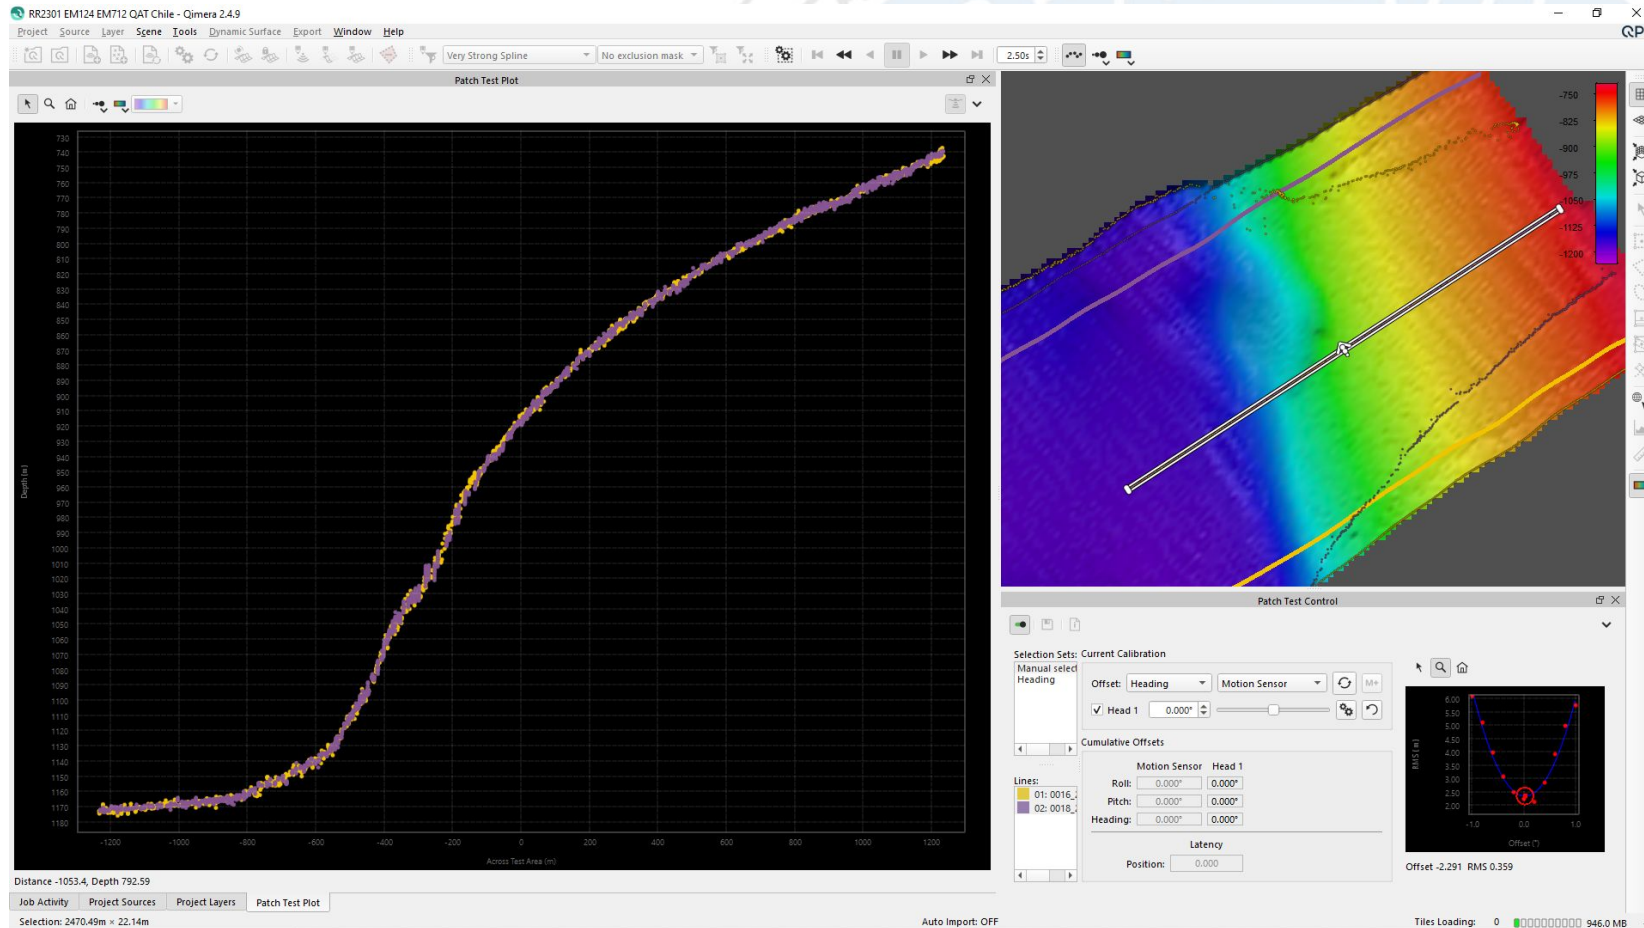 RR2301 EM124 EM712 QAT Chile - Qimera 2.4.9
Project Source Layer Scene Tools Dynamic Surface Export Window Help
QP
Very Strong Spline
No exclusion mask
2.50s
Patch Test Plot
730
740
750
760
770
780
790
800
810
820
830
840
850
860
870
880
890
900
910
920
930
940
950
960
970
980
990
1000
1010
1020
1030
1040
1050
1060
1070
1080
1090
1100
1110
1120
1130
1140
1150
1160
1170
1180
Depth (m)
-1200 -1000 -800 -600 -400 -200 0 200 400 600 800 1000 1200
Across Test Area (m)
Distance -1053.4, Depth 792.59
Job Activity Project Sources Project Layers Patch Test Plot
Selection: 2470.49m × 22.14m
Auto Import: OFF
Tiles Loading: 0
946.0 MB
-750
-825
-900
-975
-1050
-1125
-1200
Patch Test Control
Selection Sets:
Manual select
Heading
Current Calibration
Offset: Heading Motion Sensor
M+
Head 1 0.000°
Cumulative Offsets
Motion Sensor Head 1
Roll: 0.000° 0.000°
Pitch: 0.000° 0.000°
Heading: 0.000° 0.000°
Latency
Position: 0.000
Lines:
01: 0016_2
02: 0018_2
6.00
5.50
5.00
4.50
4.00
3.50
3.00
2.50
2.00
RMS (m)
-1.0 0.0 1.0
Offset (°)
Offset -2.291 RMS 0.359